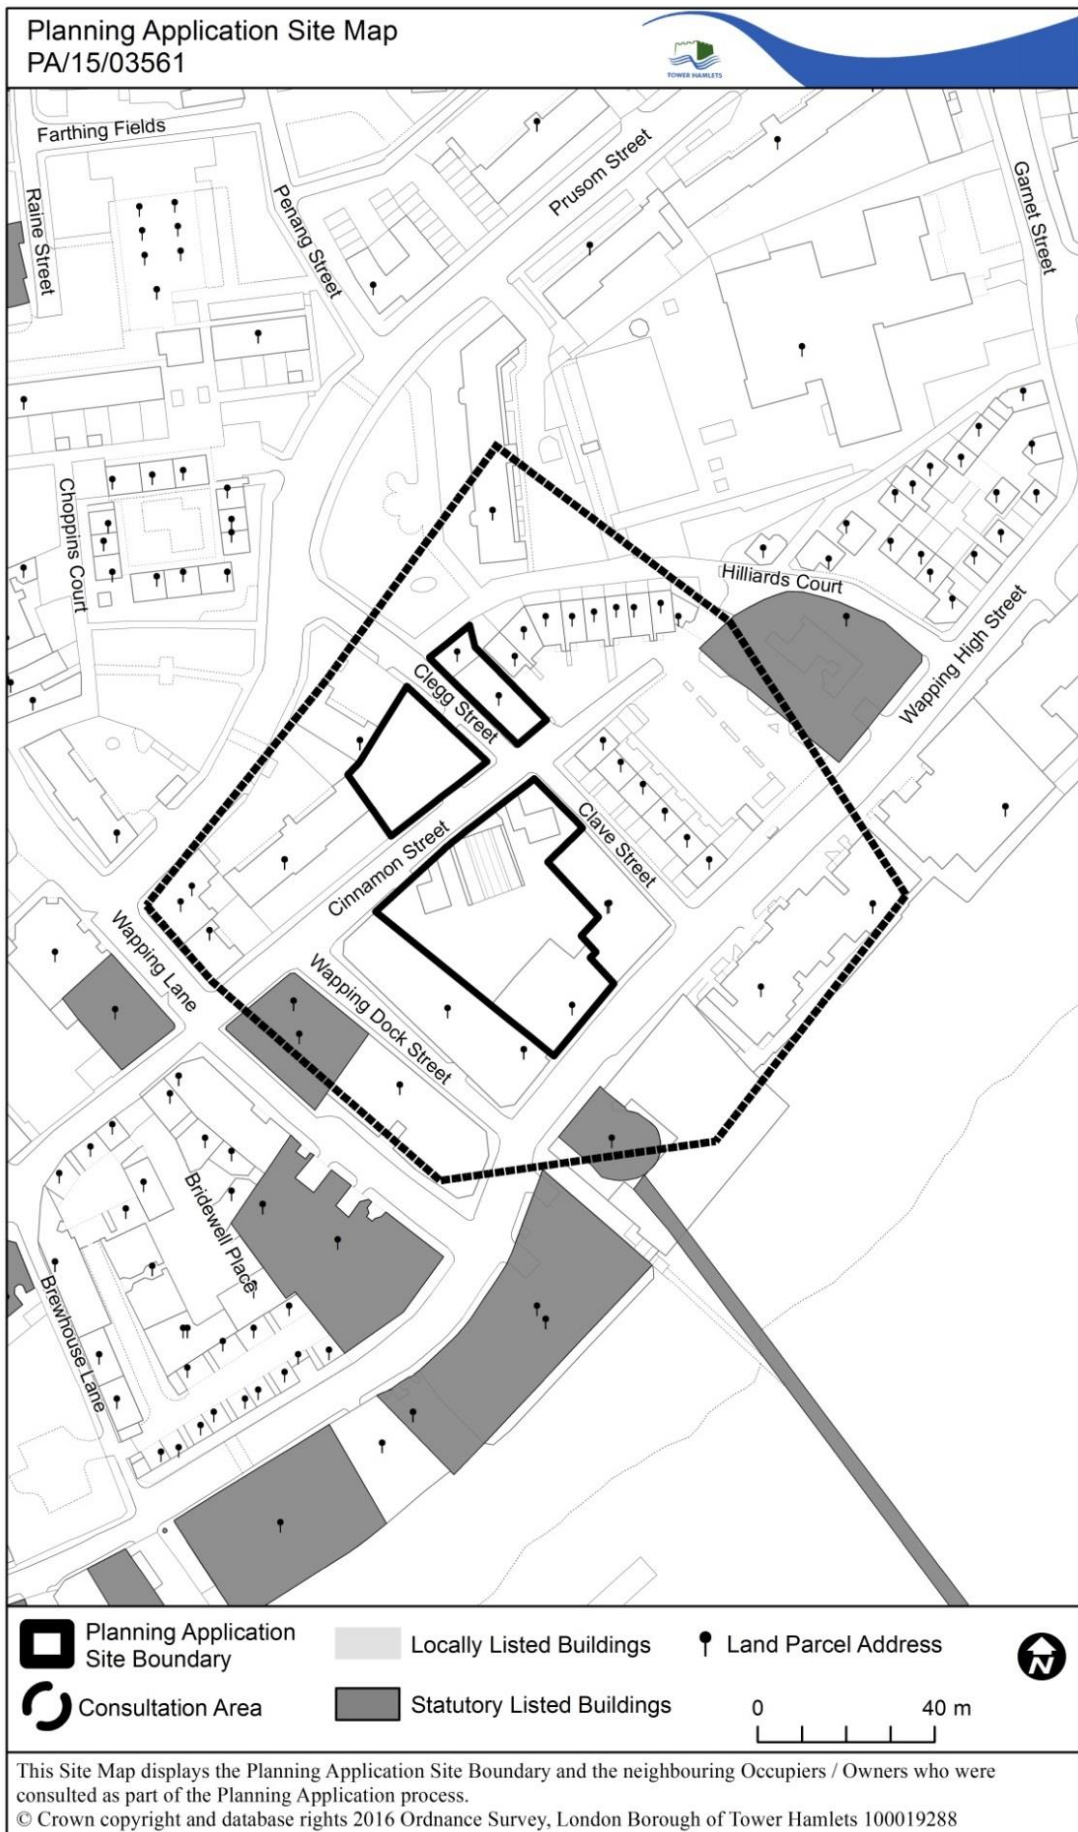 Planning Application Site Map
PA/15/03561
TOWER HAMLETS
Farthing Fields
Raine Street
Penang Street
Prusom Street
Garnet Street
Choppins Court
Hilliards Court
Wapping High Street
Clegg Street
Cinnamon Street
Clave Street
Wapping Lane
Wapping Dock Street
Bridewell Place
Brewhouse Lane
Planning Application
Site Boundary
Locally Listed Buildings
Land Parcel Address
N
Consultation Area
Statutory Listed Buildings
0 40 m
This Site Map displays the Planning Application Site Boundary and the neighbouring Occupiers / Owners who were
consulted as part of the Planning Application process.
© Crown copyright and database rights 2016 Ordnance Survey, London Borough of Tower Hamlets 100019288